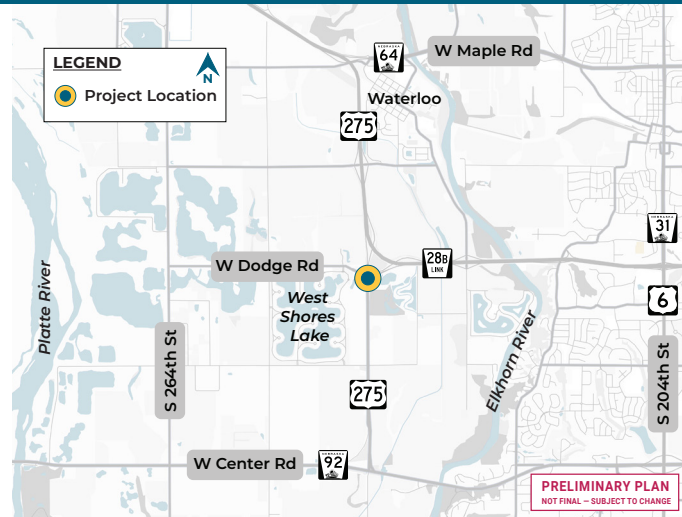 LEGEND
N
Project Location
NEBRASKA
64
W Maple Rd
Waterloo
275
NEBRASKA
31
W Dodge Rd
28B
LINK
West
Shores
Lake
6
Platte River
S 264th St
Elkhorn River
S 204th St
275
W Center Rd
NEBRASKA
92
PRELIMINARY PLAN
NOT FINAL – SUBJECT TO CHANGE